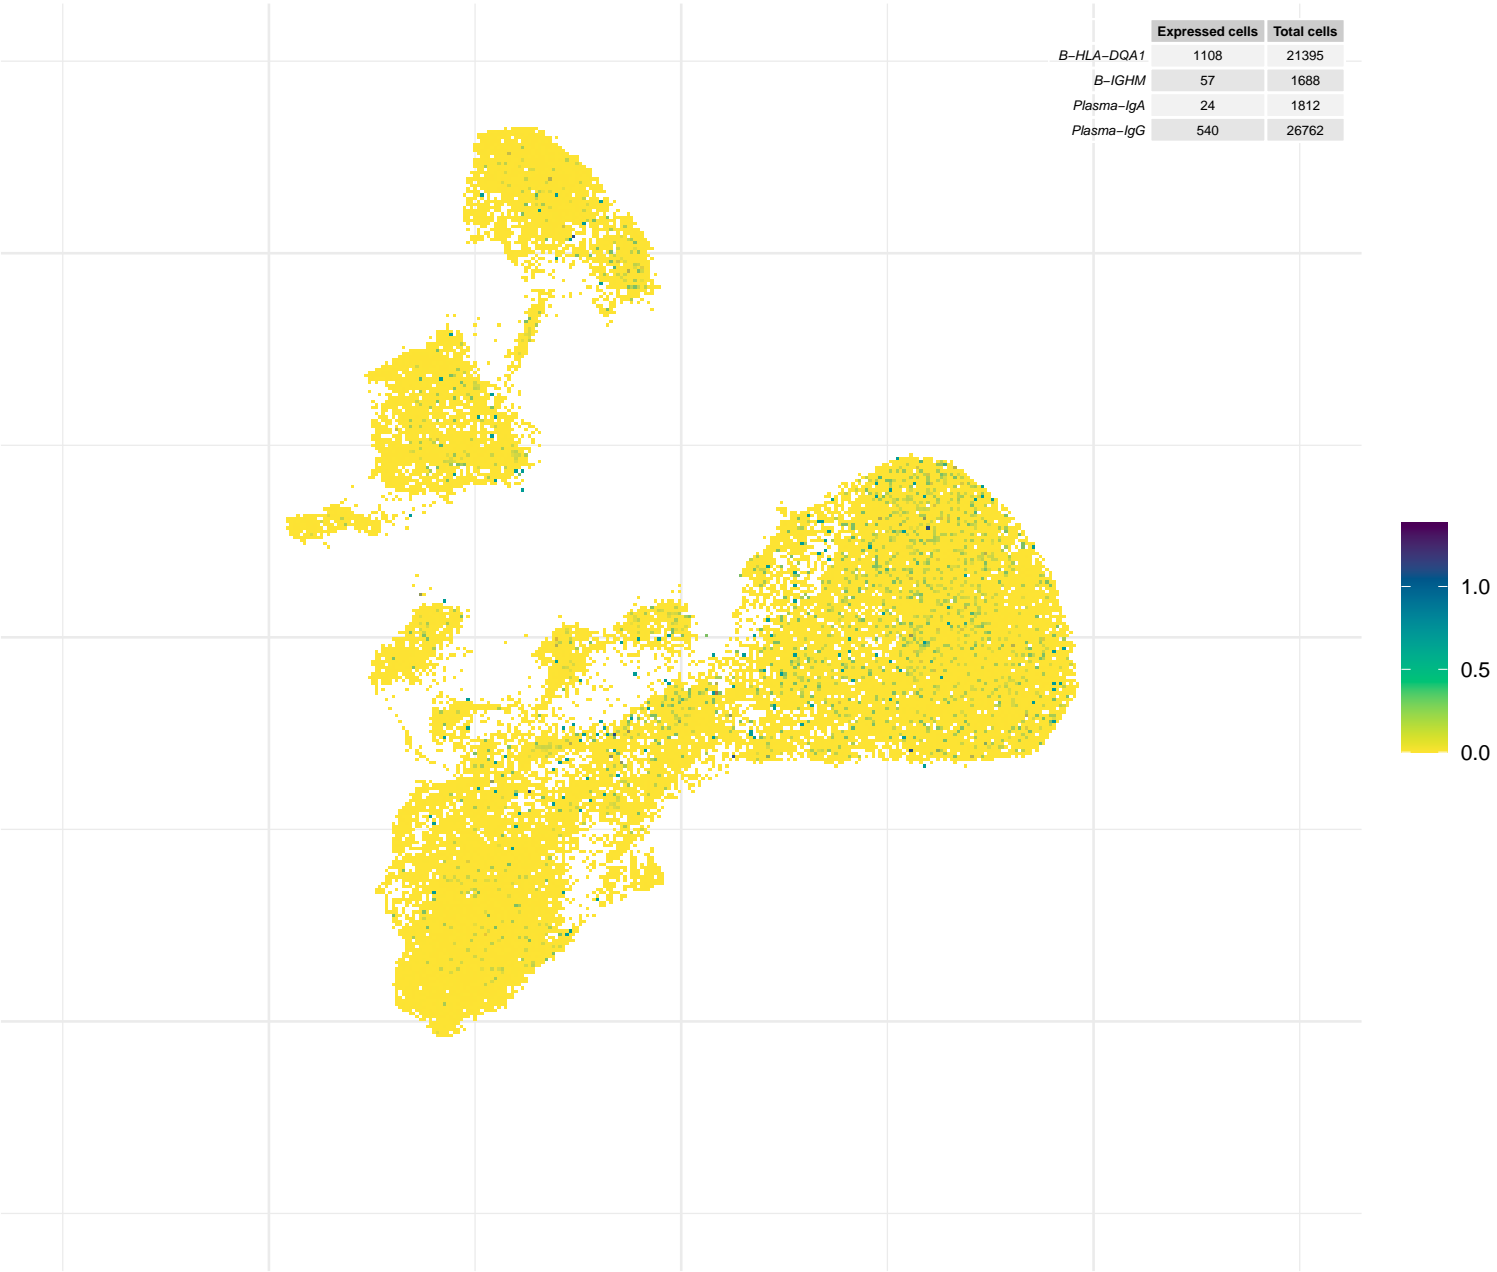 Expressed cells Total cells
B−HLA−DQA1 1108 21395
B−IGHM 57 1688
Plasma−IgA 24 1812
Plasma−IgG 540 26762
1.0
0.5
0.0